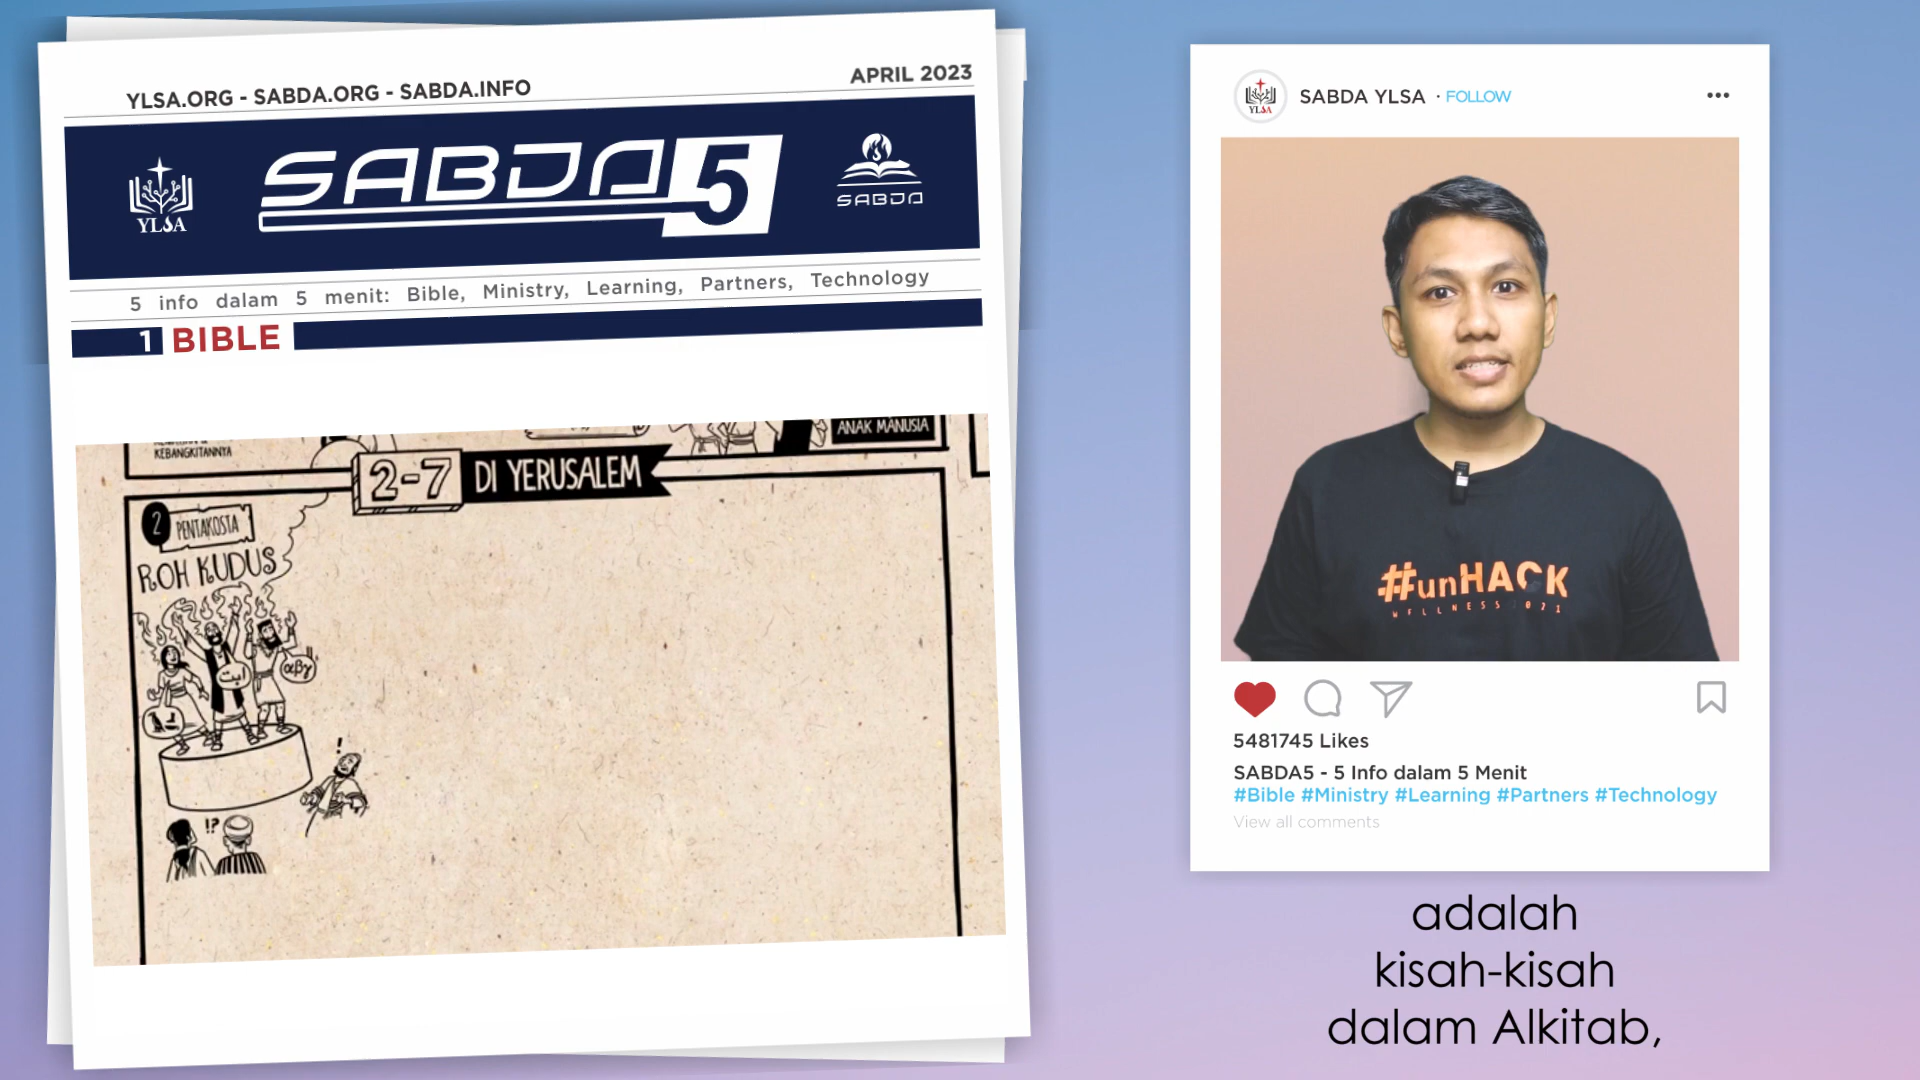 YLSA.ORG - SABDA.ORG - SABDA.INFO
APRIL 2023
YLSA
SABDA5
SABDA
5 info dalam 5 menit: Bible, Ministry, Learning, Partners, Technology
1 BIBLE
KEBANGKITANNYA
ANAK MANUSIA
2-7 DI YERUSALEM
2 PENTAKOSTA
ROH KUDUS
αβγ
!
!?
YLSA
SABDA YLSA · FOLLOW
#unHACK
5481745 Likes
SABDA5 - 5 Info dalam 5 Menit
#Bible #Ministry #Learning #Partners #Technology
View all comments
adalah
kisah-kisah
dalam Alkitab,